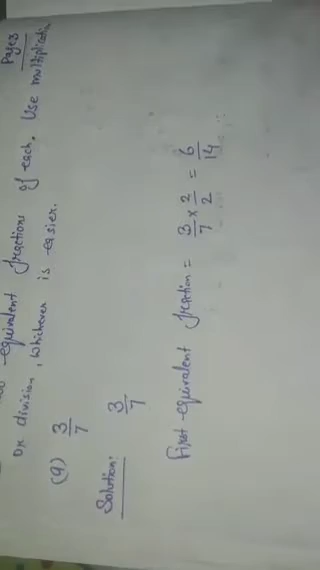 Page 3
equivalent fractions of each. Use multiplication
or division, whichever is easier.
(a) 3/7
Solution: 3/7
First equivalent fraction = 3/7 × 2/2 = 6/14